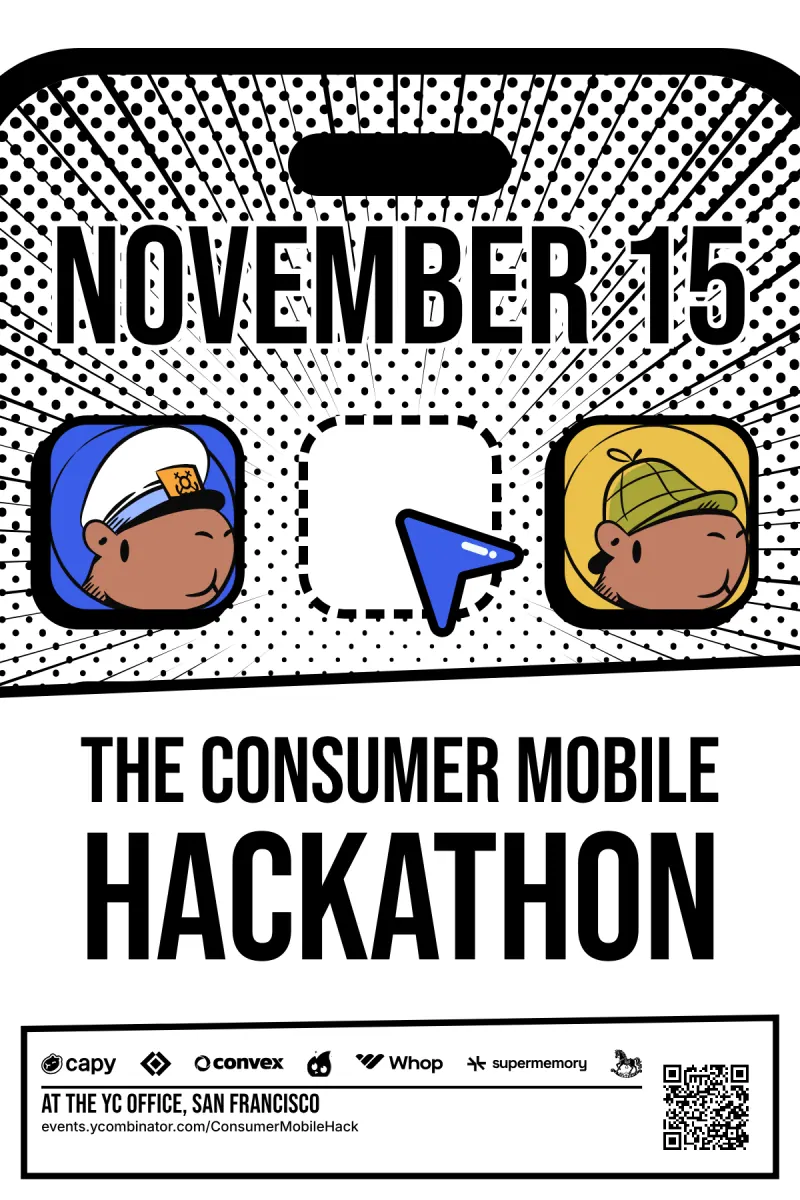 NOVEMBER 15
THE CONSUMER MOBILE
HACKATHON
capy convex Whop supermemory
AT THE YC OFFICE, SAN FRANCISCO
events.ycombinator.com/ConsumerMobileHack